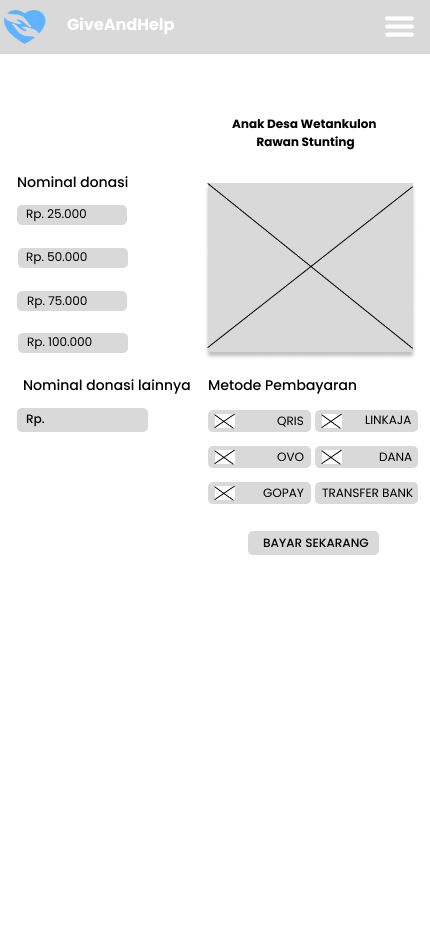 GiveAndHelp
Anak Desa Wetankulon
Rawan Stunting
Nominal donasi
Rp. 25.000
Rp. 50.000
Rp. 75.000
Rp. 100.000
Nominal donasi lainnya
Rp.
Metode Pembayaran
QRIS
LINKAJA
OVO
DANA
GOPAY
TRANSFER BANK
BAYAR SEKARANG